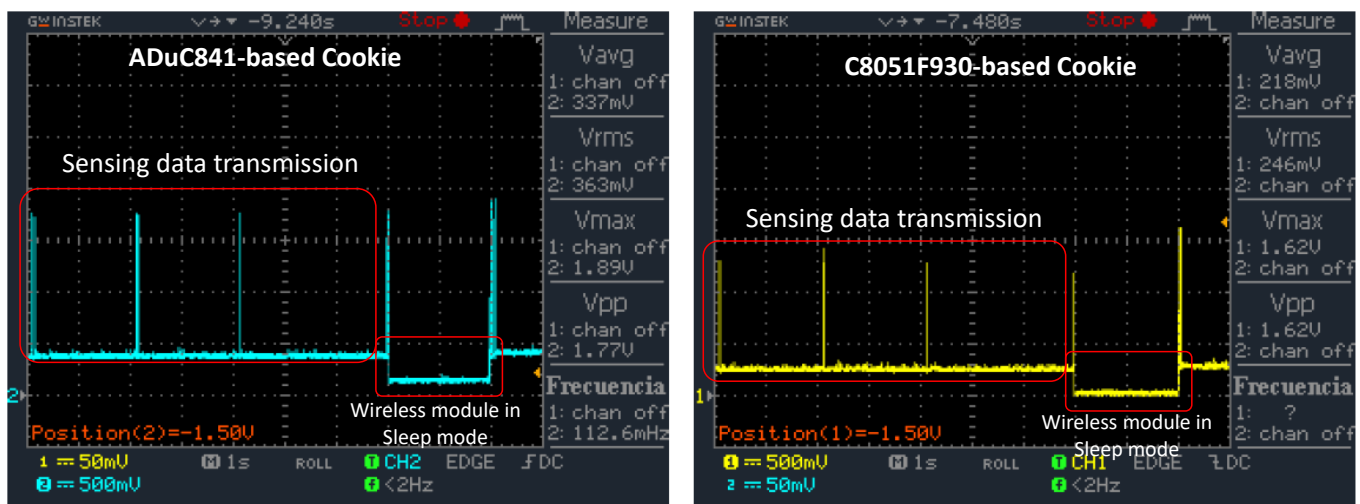 GWINSTEK -9.240s Stop Measure
ADuC841-based Cookie
Vavg
1: chan off
2: 337mV
Vrms
1: chan off
2: 363mV
Sensing data transmission
Vmax
1: chan off
2: 1.89V
Vpp
1: chan off
2: 1.77V
Frecuencia
1: chan off
2: 112.6mHz
2
Wireless module in
Sleep mode
Position(2)=-1.50V
1 50mV M 1s ROLL T CH2 EDGE DC
2 500mV f <2Hz
GWINSTEK -7.480s Stop Measure
C8051F930-based Cookie
Vavg
1: 218mV
2: chan off
Vrms
1: 246mV
2: chan off
Sensing data transmission
Vmax
1: 1.62V
2: chan off
Vpp
1: 1.62V
2: chan off
Frecuencia
1: ?
2: chan off
1
Wireless module in
Sleep mode
Position(1)=-1.50V
1 500mV M 1s ROLL T CH1 EDGE DC
2 50mV f <2Hz